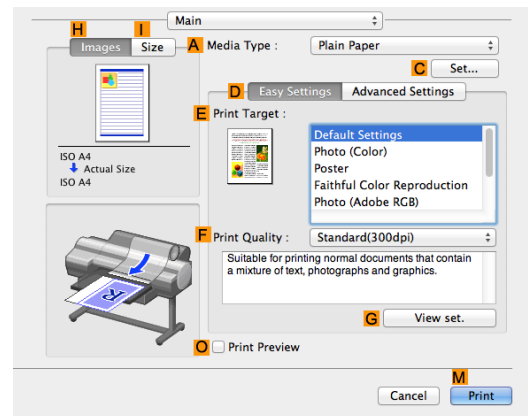 Main
H
I
Images
Size
A
Media Type :
Plain Paper
C
Set...
D
Easy Settings
Advanced Settings
E
Print Target :
Default Settings
Photo (Color)
Poster
Faithful Color Reproduction
Photo (Adobe RGB)
ISO A4
Actual Size
ISO A4
F
Print Quality :
Standard(300dpi)
Suitable for printing normal documents that contain
a mixture of text, photographs and graphics.
R
G
View set.
O
Print Preview
M
Cancel
Print